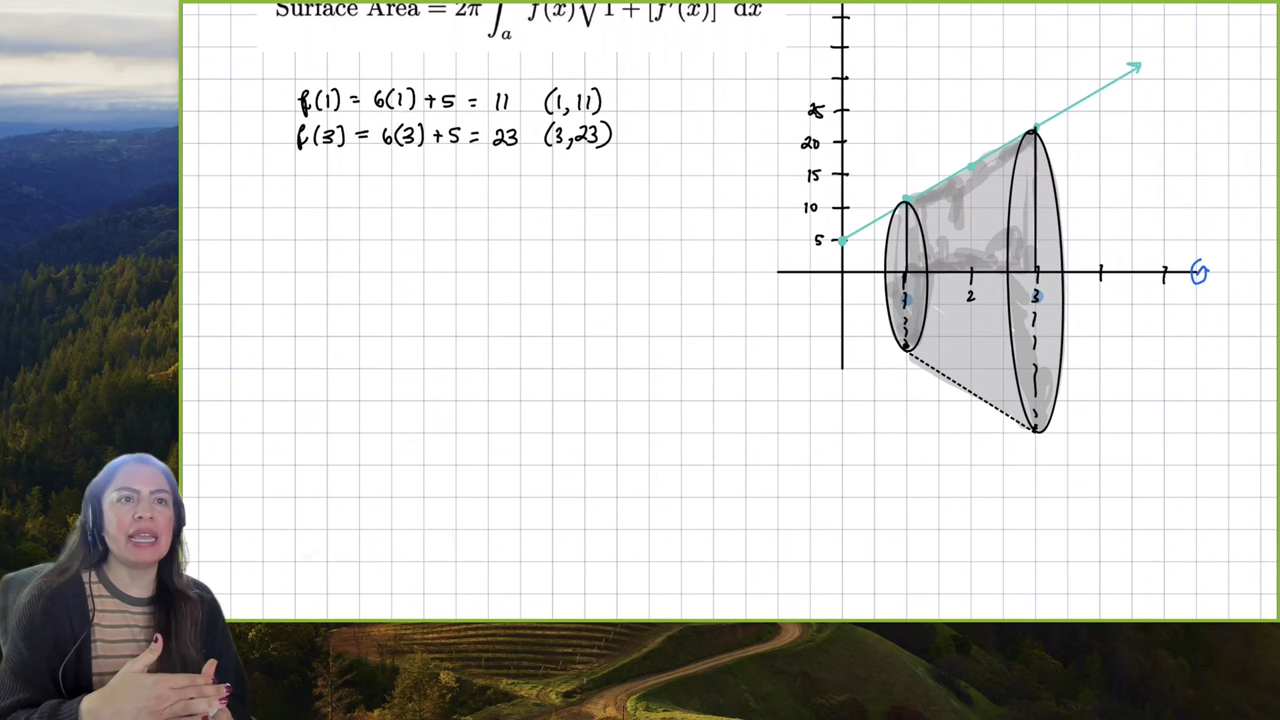 Surface Area = 2π ∫ₐ f(x)√1 + [f′(x)] dx
f(1) = 6(1) + 5 = 11 (1, 11)
f(3) = 6(3) + 5 = 23 (3, 23)
25
20
15
10
5
1 2 3